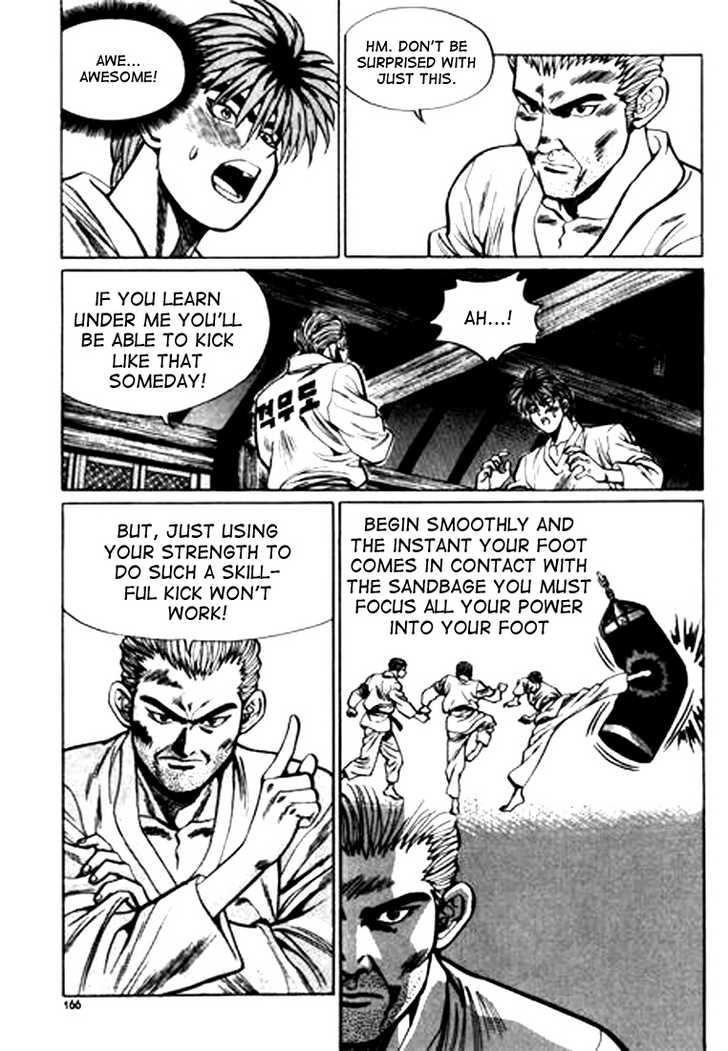 AWE...
AWESOME!
HM. DON'T BE
SURPRISED WITH
JUST THIS.
IF YOU LEARN
UNDER ME YOU'LL
BE ABLE TO KICK
LIKE THAT
SOMEDAY!
AH...!
격무도
BUT, JUST USING
YOUR STRENGTH TO
DO SUCH A SKILL-
FUL KICK WON'T
WORK!
BEGIN SMOOTHLY AND
THE INSTANT YOUR FOOT
COMES IN CONTACT WITH
THE SANDBAGE YOU MUST
FOCUS ALL YOUR POWER
INTO YOUR FOOT
166